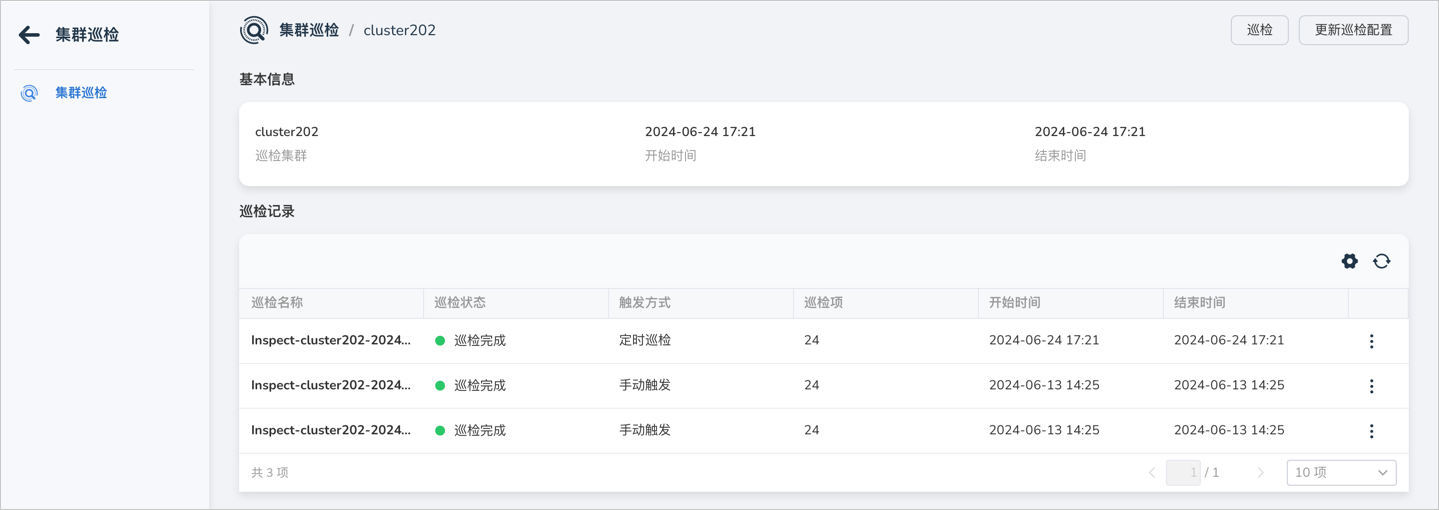 集群巡检
集群巡检 / cluster202
巡检
更新巡检配置
集群巡检
基本信息
cluster202 2024-06-24 17:21 2024-06-24 17:21
巡检集群 开始时间 结束时间
巡检记录
巡检名称 巡检状态 触发方式 巡检项 开始时间 结束时间
Inspect-cluster202-2024... 巡检完成 定时巡检 24 2024-06-24 17:21 2024-06-24 17:21
Inspect-cluster202-2024... 巡检完成 手动触发 24 2024-06-13 14:25 2024-06-13 14:25
Inspect-cluster202-2024... 巡检完成 手动触发 24 2024-06-13 14:25 2024-06-13 14:25
共 3 项 1 / 1 10 项